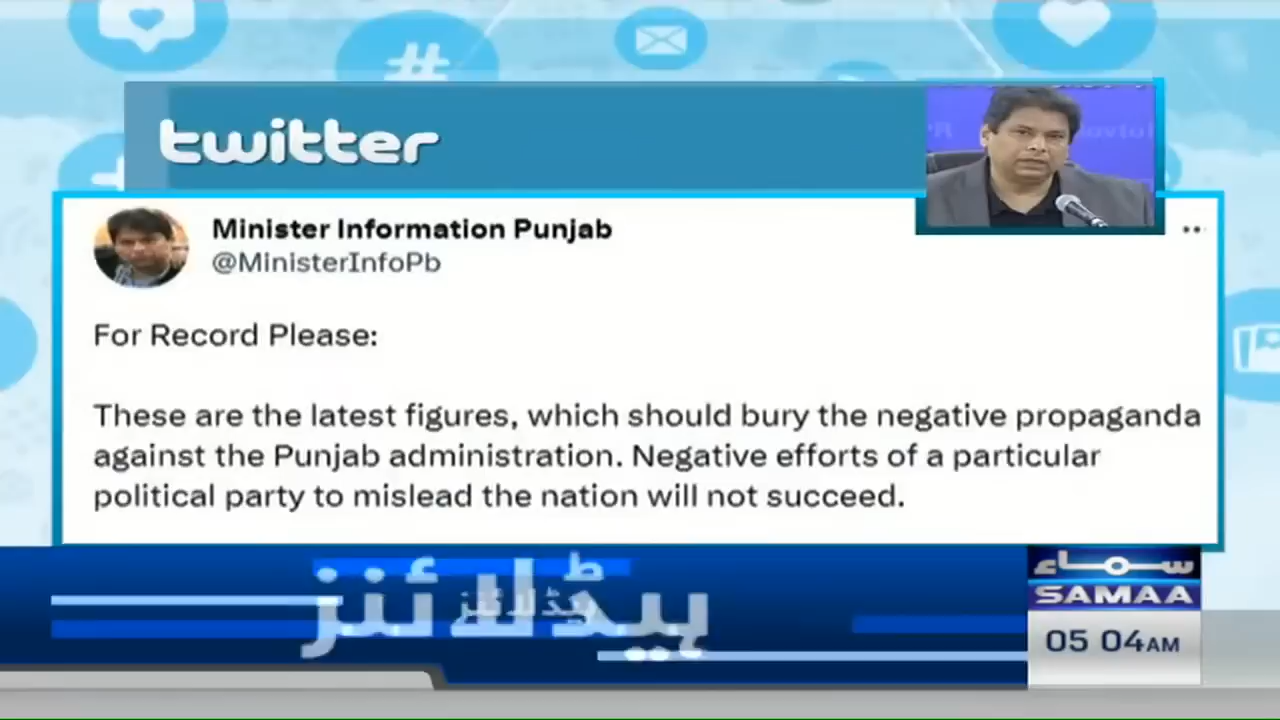 twitter
Minister Information Punjab
@MinisterInfoPb
For Record Please:
These are the latest figures, which should bury the negative propaganda
against the Punjab administration. Negative efforts of a particular
political party to mislead the nation will not succeed.
ہیڈلائنز
ہیڈلائنز
سماء
SAMAA
05 04AM